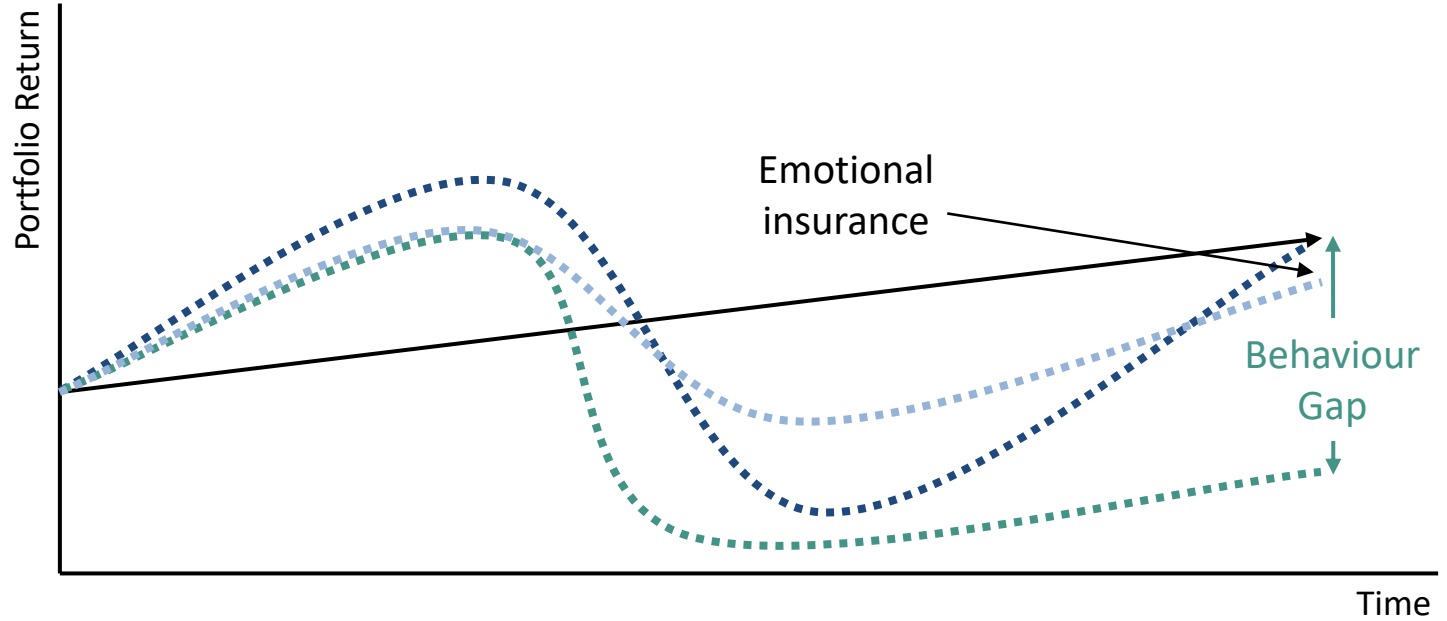 Portfolio Return
Emotional
insurance
Behaviour
Gap
Time